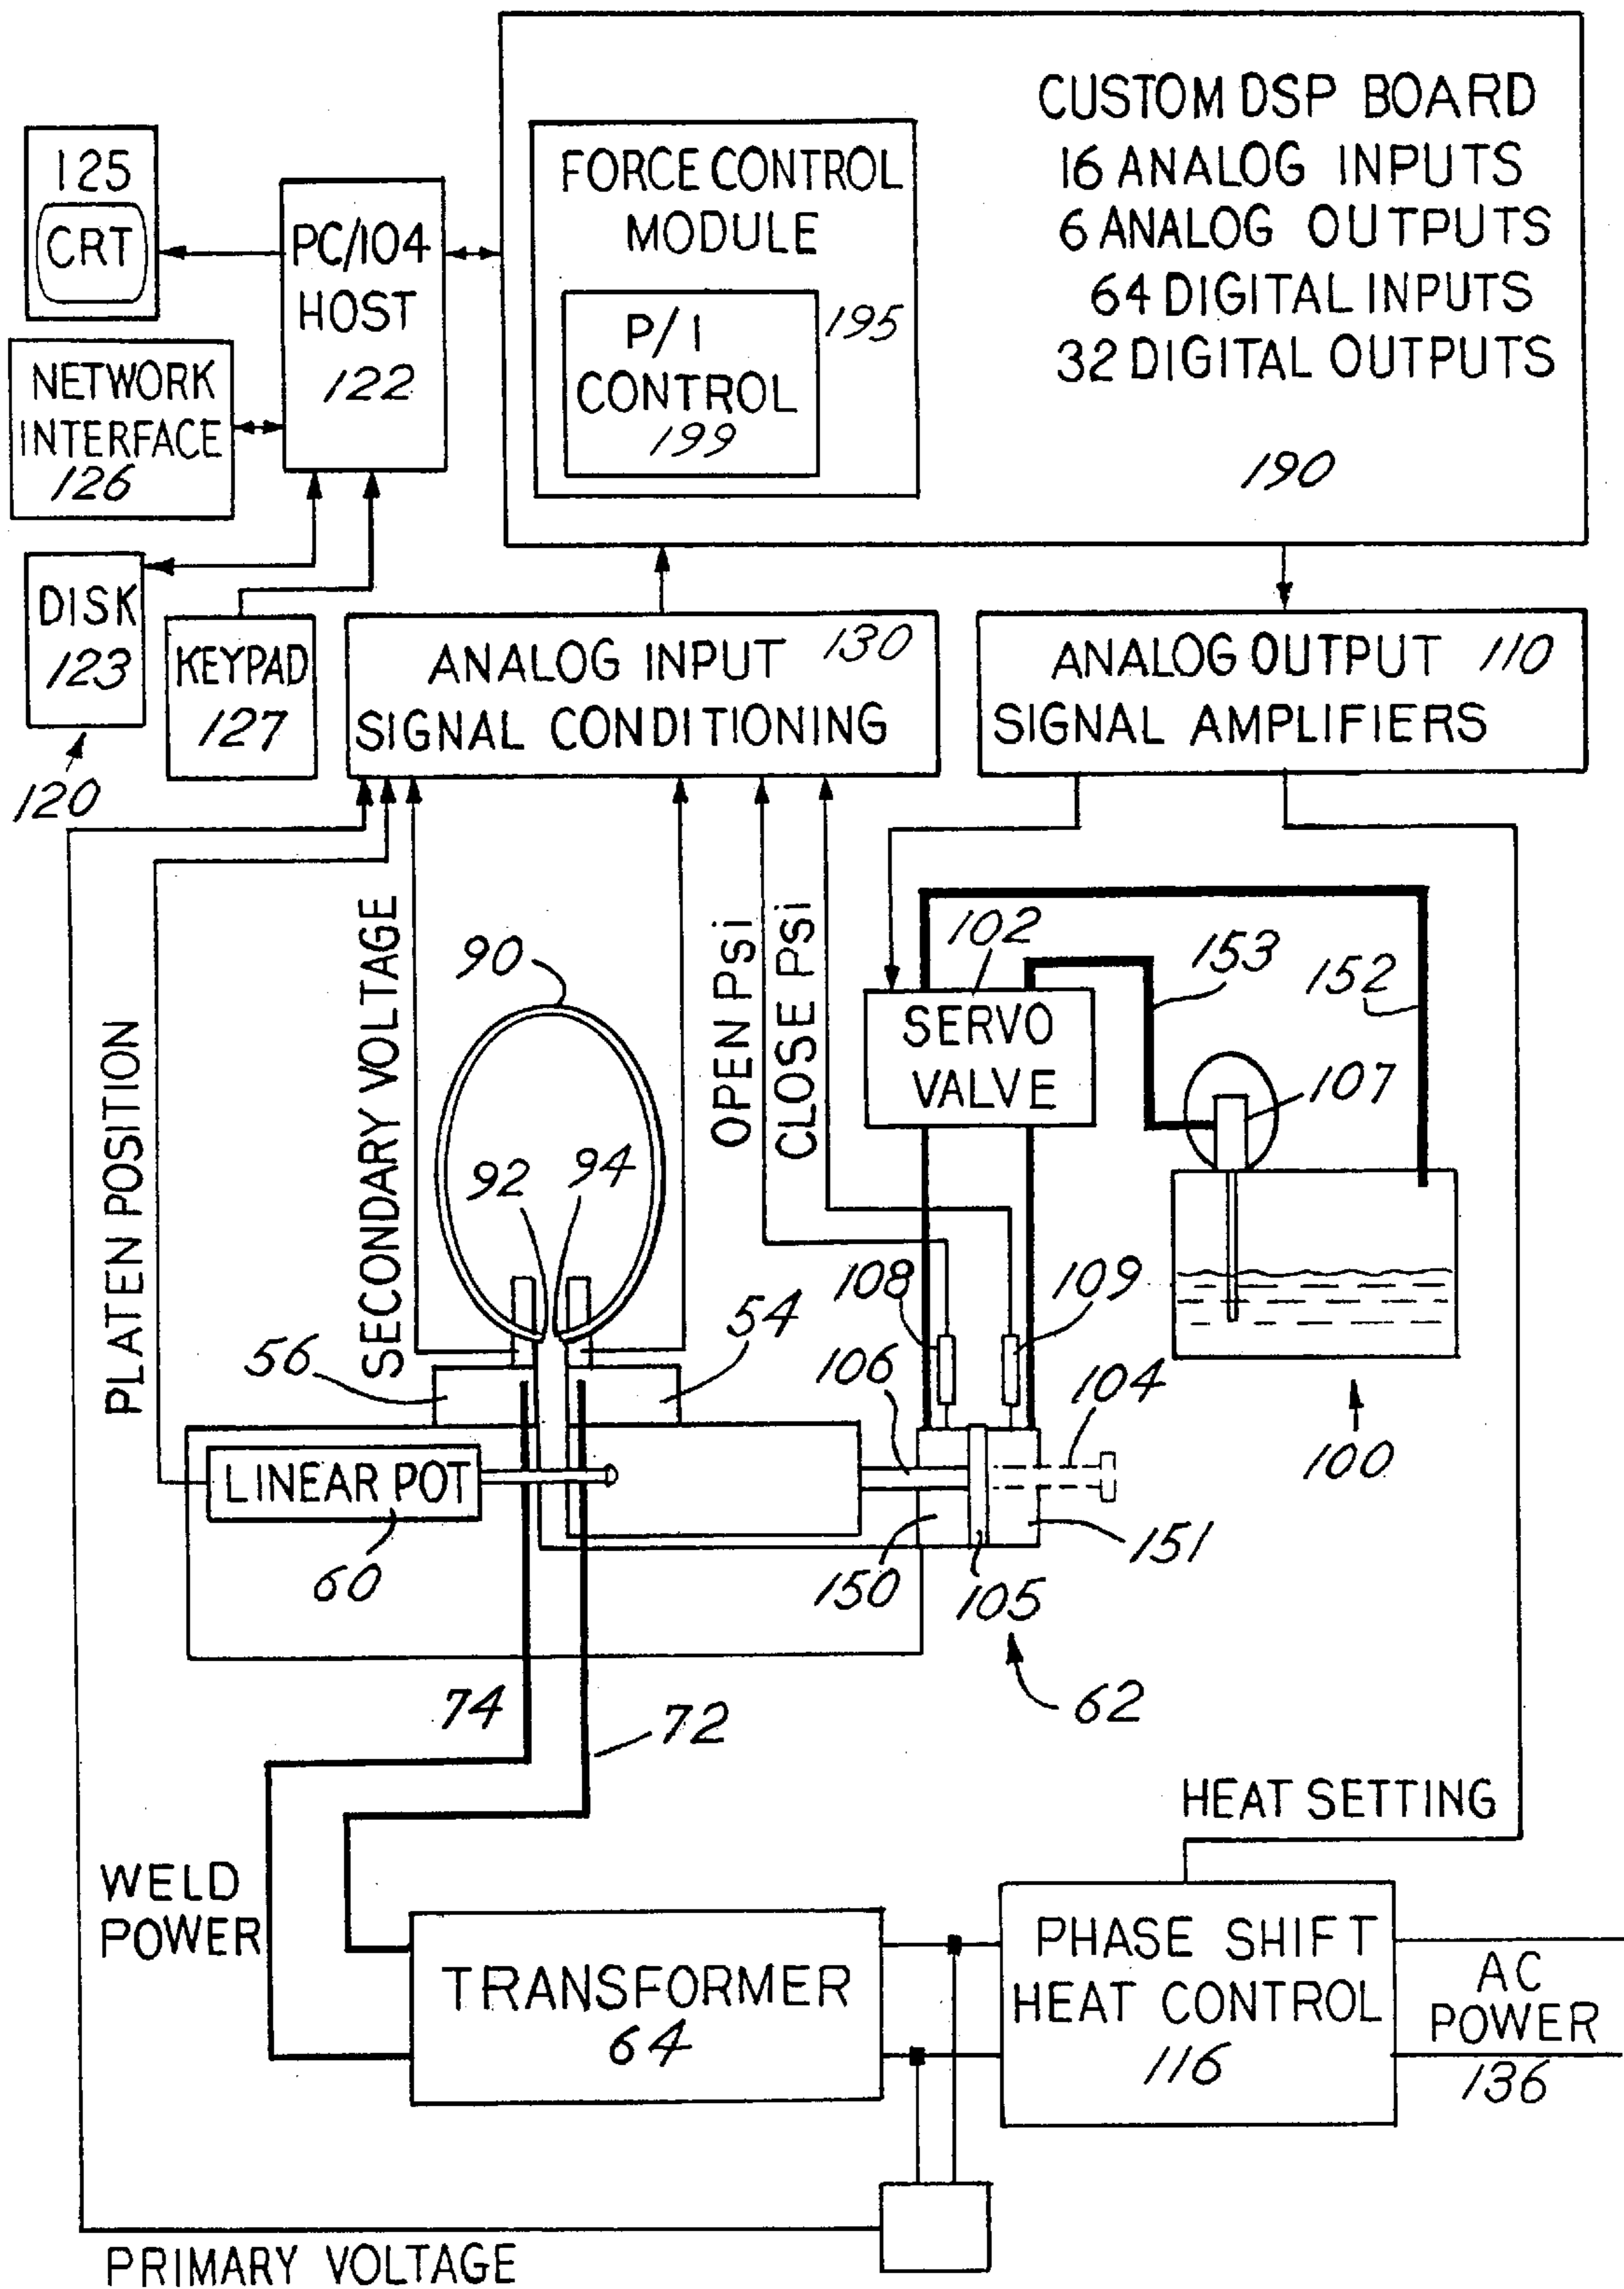 CUSTOM DSP BOARD
16 ANALOG INPUTS
6 ANALOG OUTPUTS
64 DIGITAL INPUTS
32 DIGITAL OUTPUTS
190
FORCE CONTROL
MODULE
195
P/I
CONTROL
199
125
CRT
PC/104
HOST
122
NETWORK
INTERFACE
126
DISK
123
120
KEYPAD
127
ANALOG INPUT 130
SIGNAL CONDITIONING
ANALOG OUTPUT 110
SIGNAL AMPLIFIERS
PLATEN POSITION
SECONDARY VOLTAGE
OPEN PSi
CLOSE PSi
90
92
94
102
SERVO
VALVE
153
152
107
108
109
106
104
100
56
54
LINEAR POT
60
150
105
151
62
74
72
HEAT SETTING
WELD
POWER
TRANSFORMER
64
PHASE SHIFT
HEAT CONTROL
116
AC
POWER
136
PRIMARY VOLTAGE